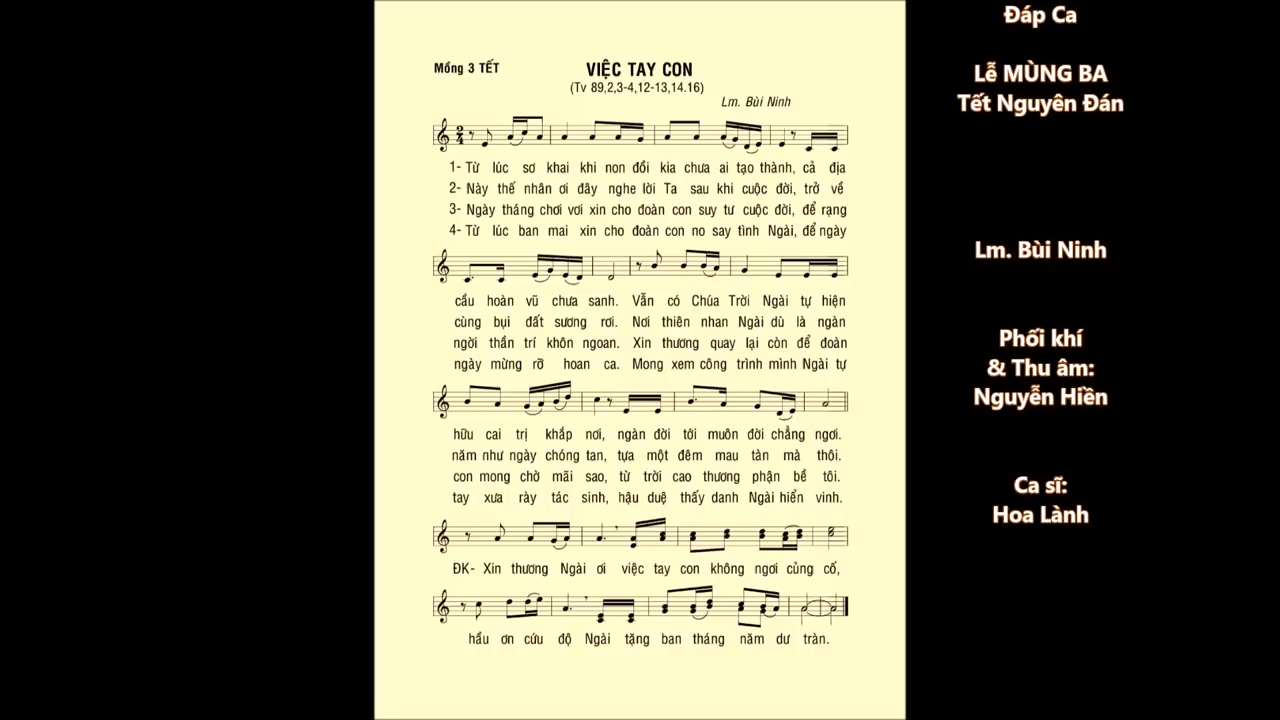 Mồng 3 TẾT
VIỆC TAY CON
(Tv 89,2,3-4,12-13,14.16)
Lm. Bùi Ninh
1- Từ lúc sơ khai khi non đồi kia chưa ai tạo thành, cả địa
2- Này thế nhân ơi đây nghe lời Ta sau khi cuộc đời, trở về
3- Ngày tháng chơi vơi xin cho đoàn con suy tư cuộc đời, để rạng
4- Từ lúc ban mai xin cho đoàn con no say tình Ngài, để ngày
cầu hoàn vũ chưa sanh. Vẫn có Chúa Trời Ngài tự hiện
cùng bụi đất sương rơi. Nơi thiên nhan Ngài dù là ngàn
ngời thần trí khôn ngoan. Xin thương quay lại còn để đoàn
ngày mừng rỡ hoan ca. Mong xem công trình mình Ngài tự
hữu cai trị khắp nơi, ngàn đời tới muôn đời chẳng ngơi.
năm như ngày chóng tan, tựa một đêm mau tàn mà thôi.
con mong chờ mãi sao, từ trời cao thương phận bề tôi.
tay xưa rày tác sinh, hậu duệ thấy danh Ngài hiển vinh.
ĐK- Xin thương Ngài ơi việc tay con không ngơi củng cố,
hầu ơn cứu độ Ngài tặng ban tháng năm dư tràn.
Đáp Ca
Lễ MÙNG BA
Tết Nguyên Đán
Lm. Bùi Ninh
Phối khí
& Thu âm:
Nguyễn Hiền
Ca sĩ:
Hoa Lành